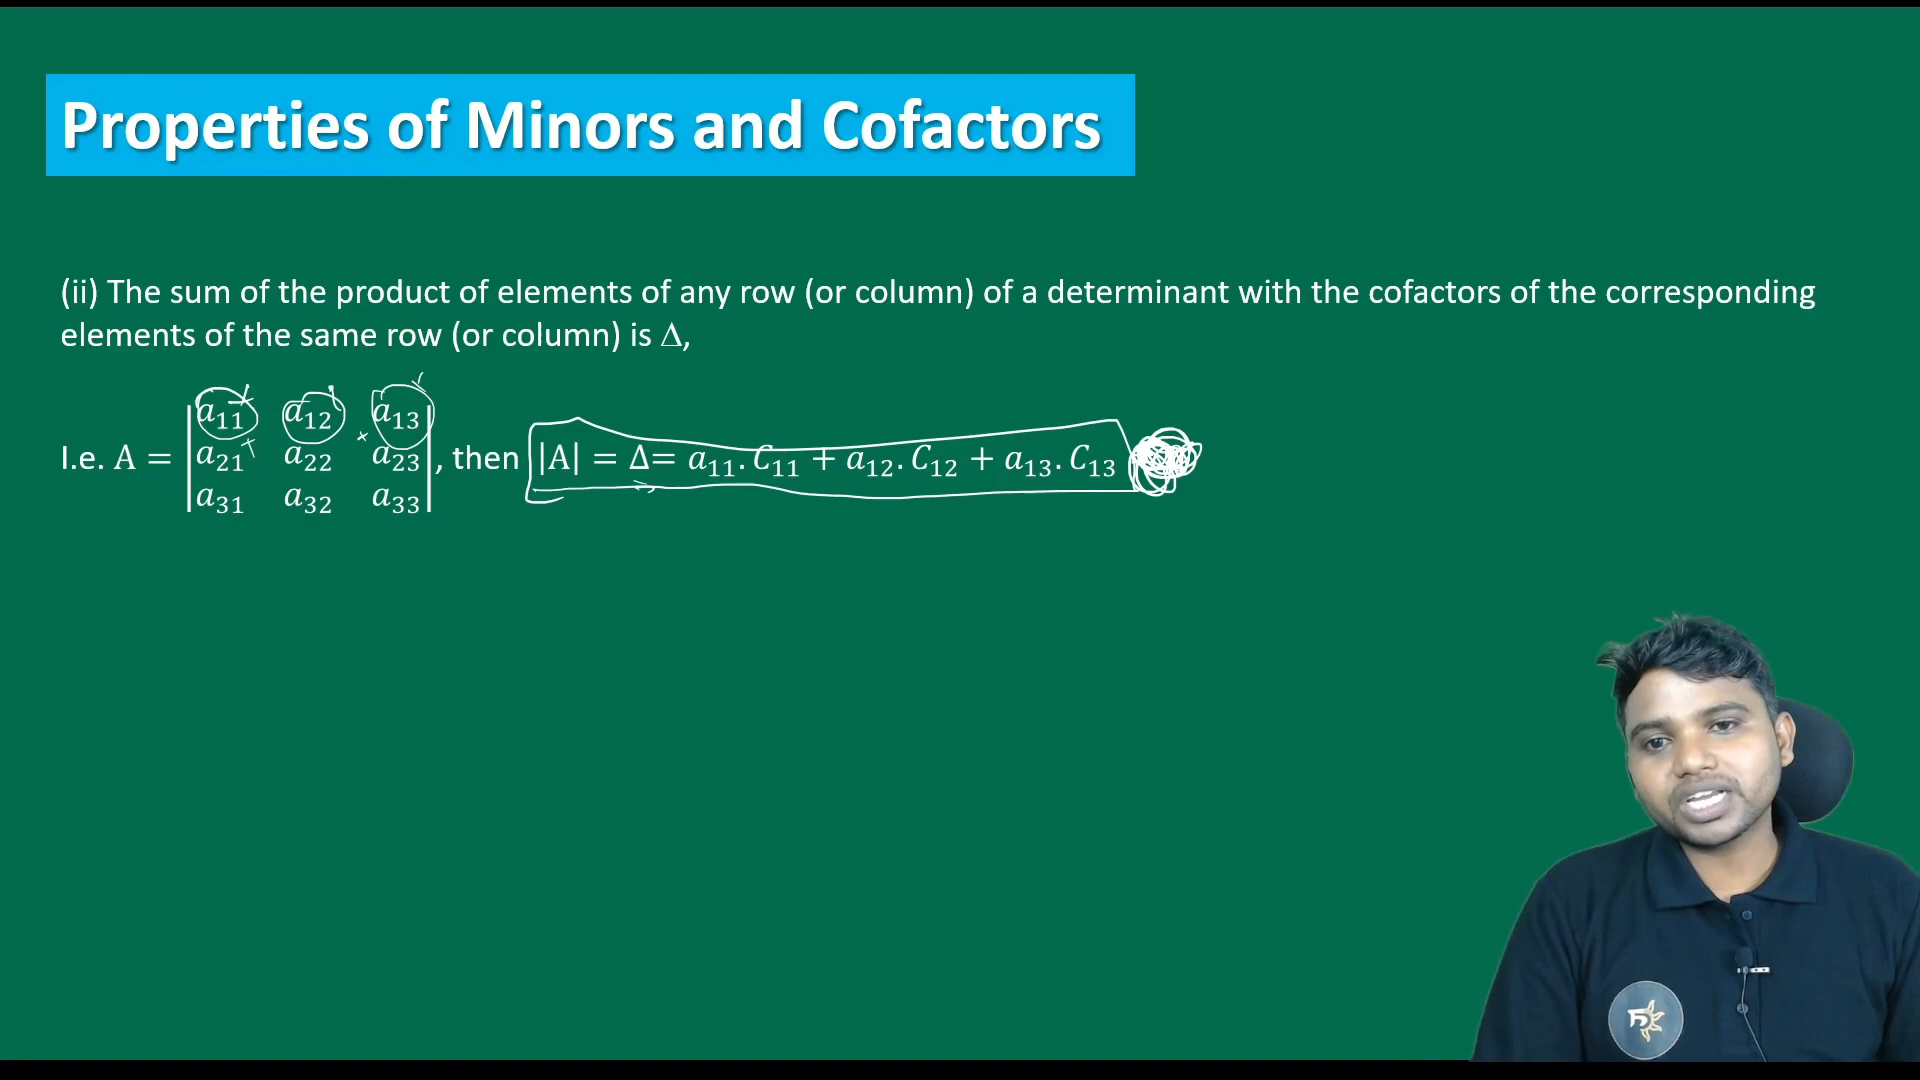 Properties of Minors and Cofactors
(ii) The sum of the product of elements of any row (or column) of a determinant with the cofactors of the corresponding
elements of the same row (or column) is Δ,
I.e. A = |a₁₁ a₁₂ a₁₃
a₂₁ a₂₂ a₂₃
a₃₁ a₃₂ a₃₃|, then |A| = Δ= a₁₁. C₁₁ + a₁₂. C₁₂ + a₁₃. C₁₃